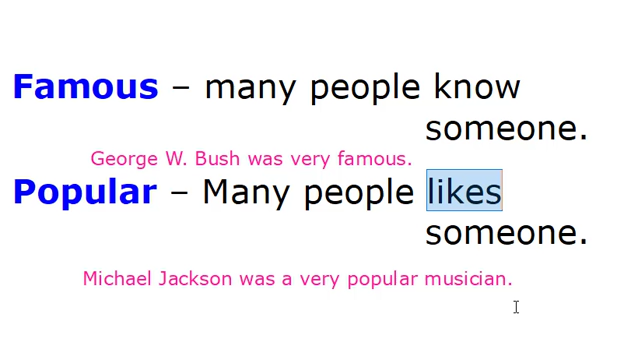 Famous – many people know
someone.
George W. Bush was very famous.
Popular – Many people likes
someone.
Michael Jackson was a very popular musician.